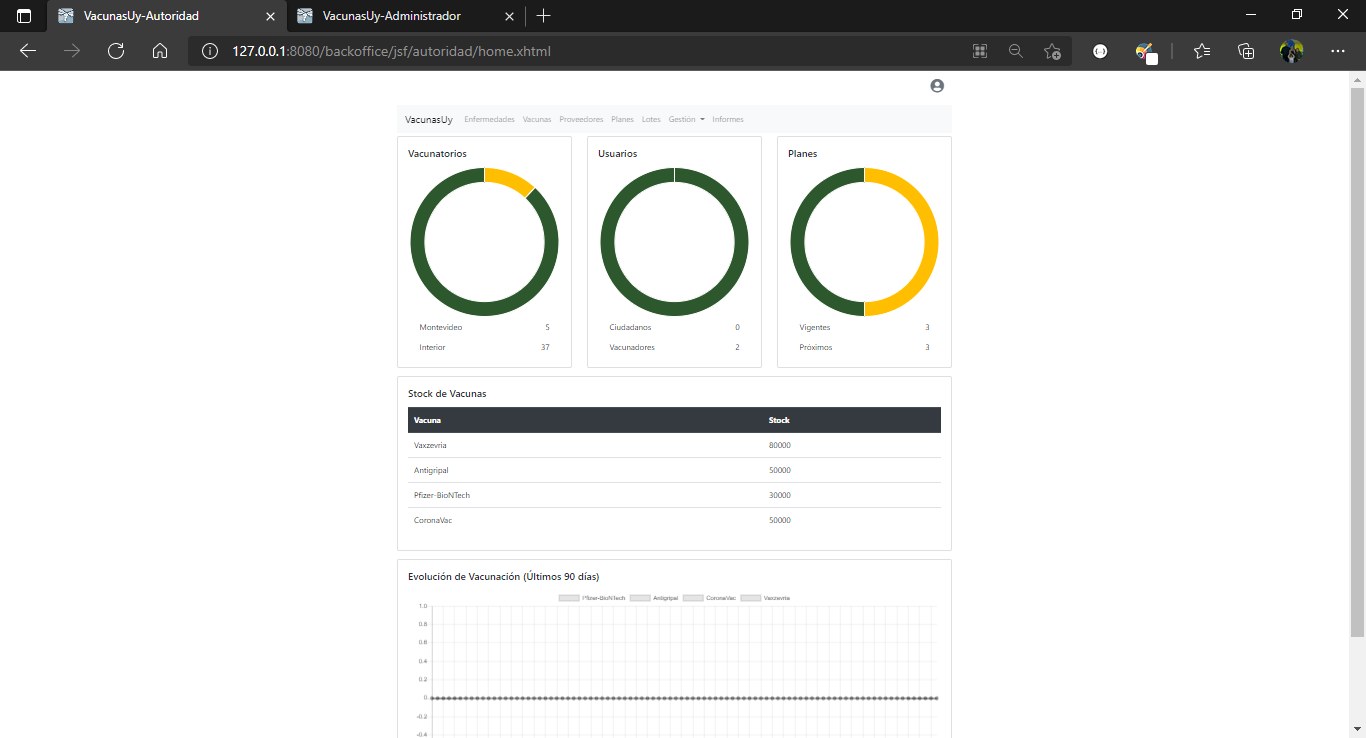 VacunasUy-Autoridad VacunasUy-Administrador
127.0.0.1:8080/backoffice/jsf/autoridad/home.xhtml
VacunasUy Enfermedades Vacunas Proveedores Planes Lotes Gestión Informes
Vacunatorios
Montevideo 5
Interior 37
Usuarios
Ciudadanos 0
Vacunadores 2
Planes
Vigentes 3
Próximos 3
Stock de Vacunas
Vacuna Stock
Vaxzevria 80000
Antigripal 50000
Pfizer-BioNTech 30000
CoronaVac 50000
Evolución de Vacunación (Últimos 90 días)
Pfizer-BioNTech Antigripal CoronaVac Vaxzevria
1.0
0.8
0.6
0.4
0.2
0
-0.2
-0.4